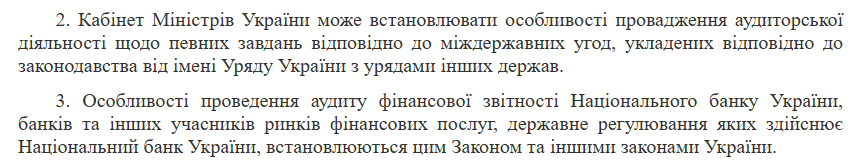 2. Кабінет Міністрів України може встановлювати особливості провадження аудиторської
діяльності щодо певних завдань відповідно до міждержавних угод, укладених відповідно до
законодавства від імені Уряду України з урядами інших держав.
3. Особливості проведення аудиту фінансової звітності Національного банку України,
банків та інших учасників ринків фінансових послуг, державне регулювання яких здійснює
Національний банк України, встановлюються цим Законом та іншими законами України.